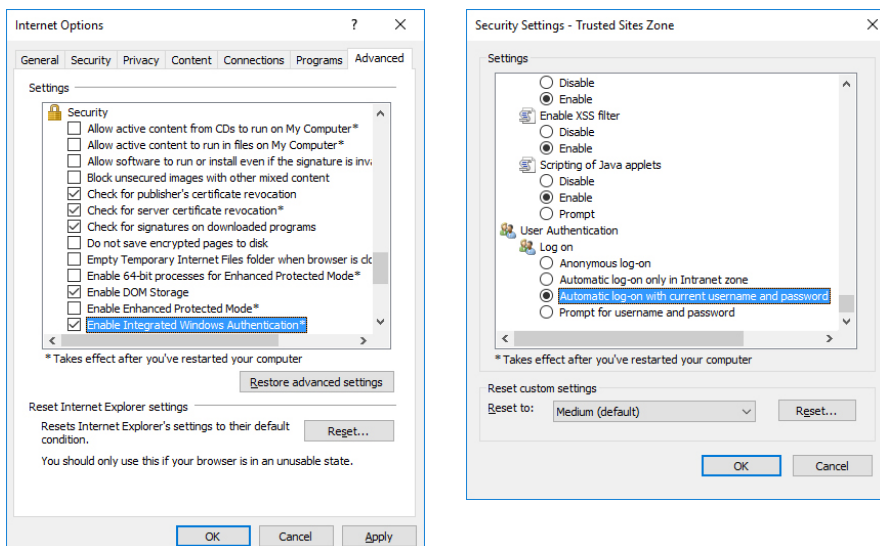 Internet Options
?
General Security Privacy Content Connections Programs Advanced
Settings
Security
Allow active content from CDs to run on My Computer*
Allow active content to run in files on My Computer*
Allow software to run or install even if the signature is
Block unsecured images with other mixed content
Check for publisher's certificate revocation
Check for server certificate revocation*
Check for signatures on downloaded programs
Do not save encrypted pages to disk
Empty Temporary Internet Files folder when browser is
Enable 64-bit processes for Enhanced Protected Mode*
Enable DOM Storage
Enable Enhanced Protected Mode*
Enable Integrated Windows Authentication*
* Takes effect after you've restarted your computer
Restore advanced settings
Reset Internet Explorer settings
Resets Internet Explorer's settings to their default
condition.
Reset...
You should only use this if your browser is in an unusable state.
OK Cancel Apply
Security Settings - Trusted Sites Zone
Settings
Disable
Enable
Enable XSS filter
Disable
Enable
Scripting of Java applets
Disable
Enable
Prompt
User Authentication
Log on
Anonymous log-on
Automatic log-on only in Intranet zone
Automatic log-on with current username and password
Prompt for username and password
* Takes effect after you've restarted your computer
Reset custom settings
Reset to: Medium (default) Reset...
OK Cancel